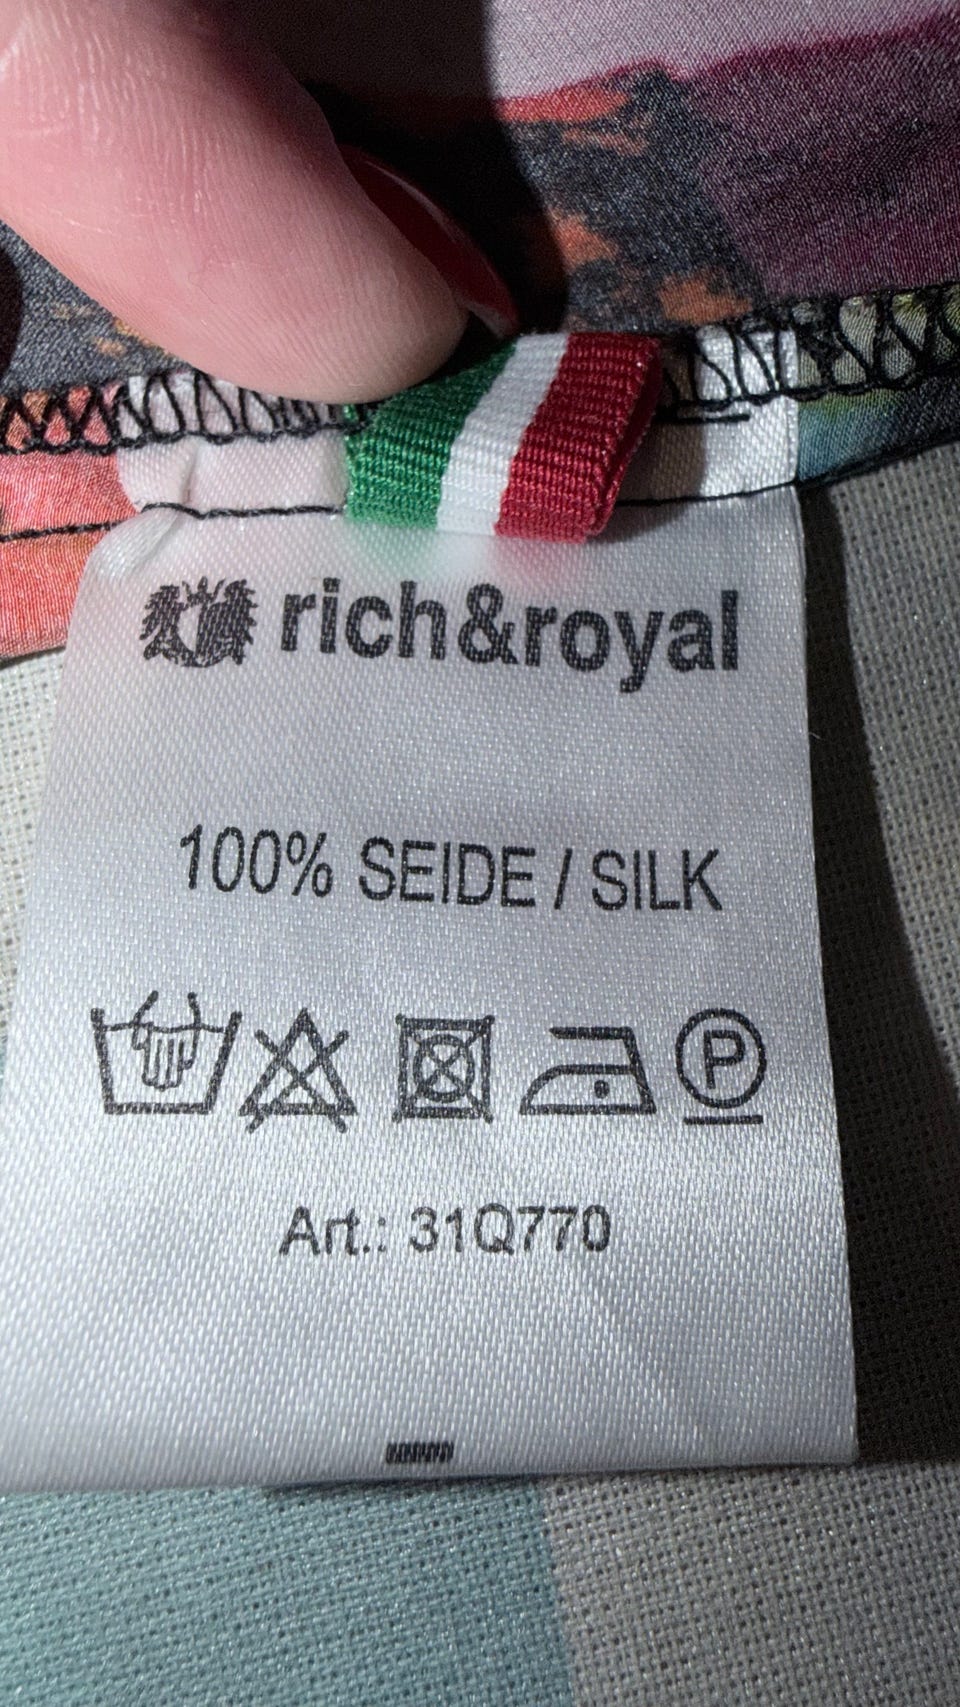 rich&royal
100% SEIDE / SILK
P
Art.: 31Q770